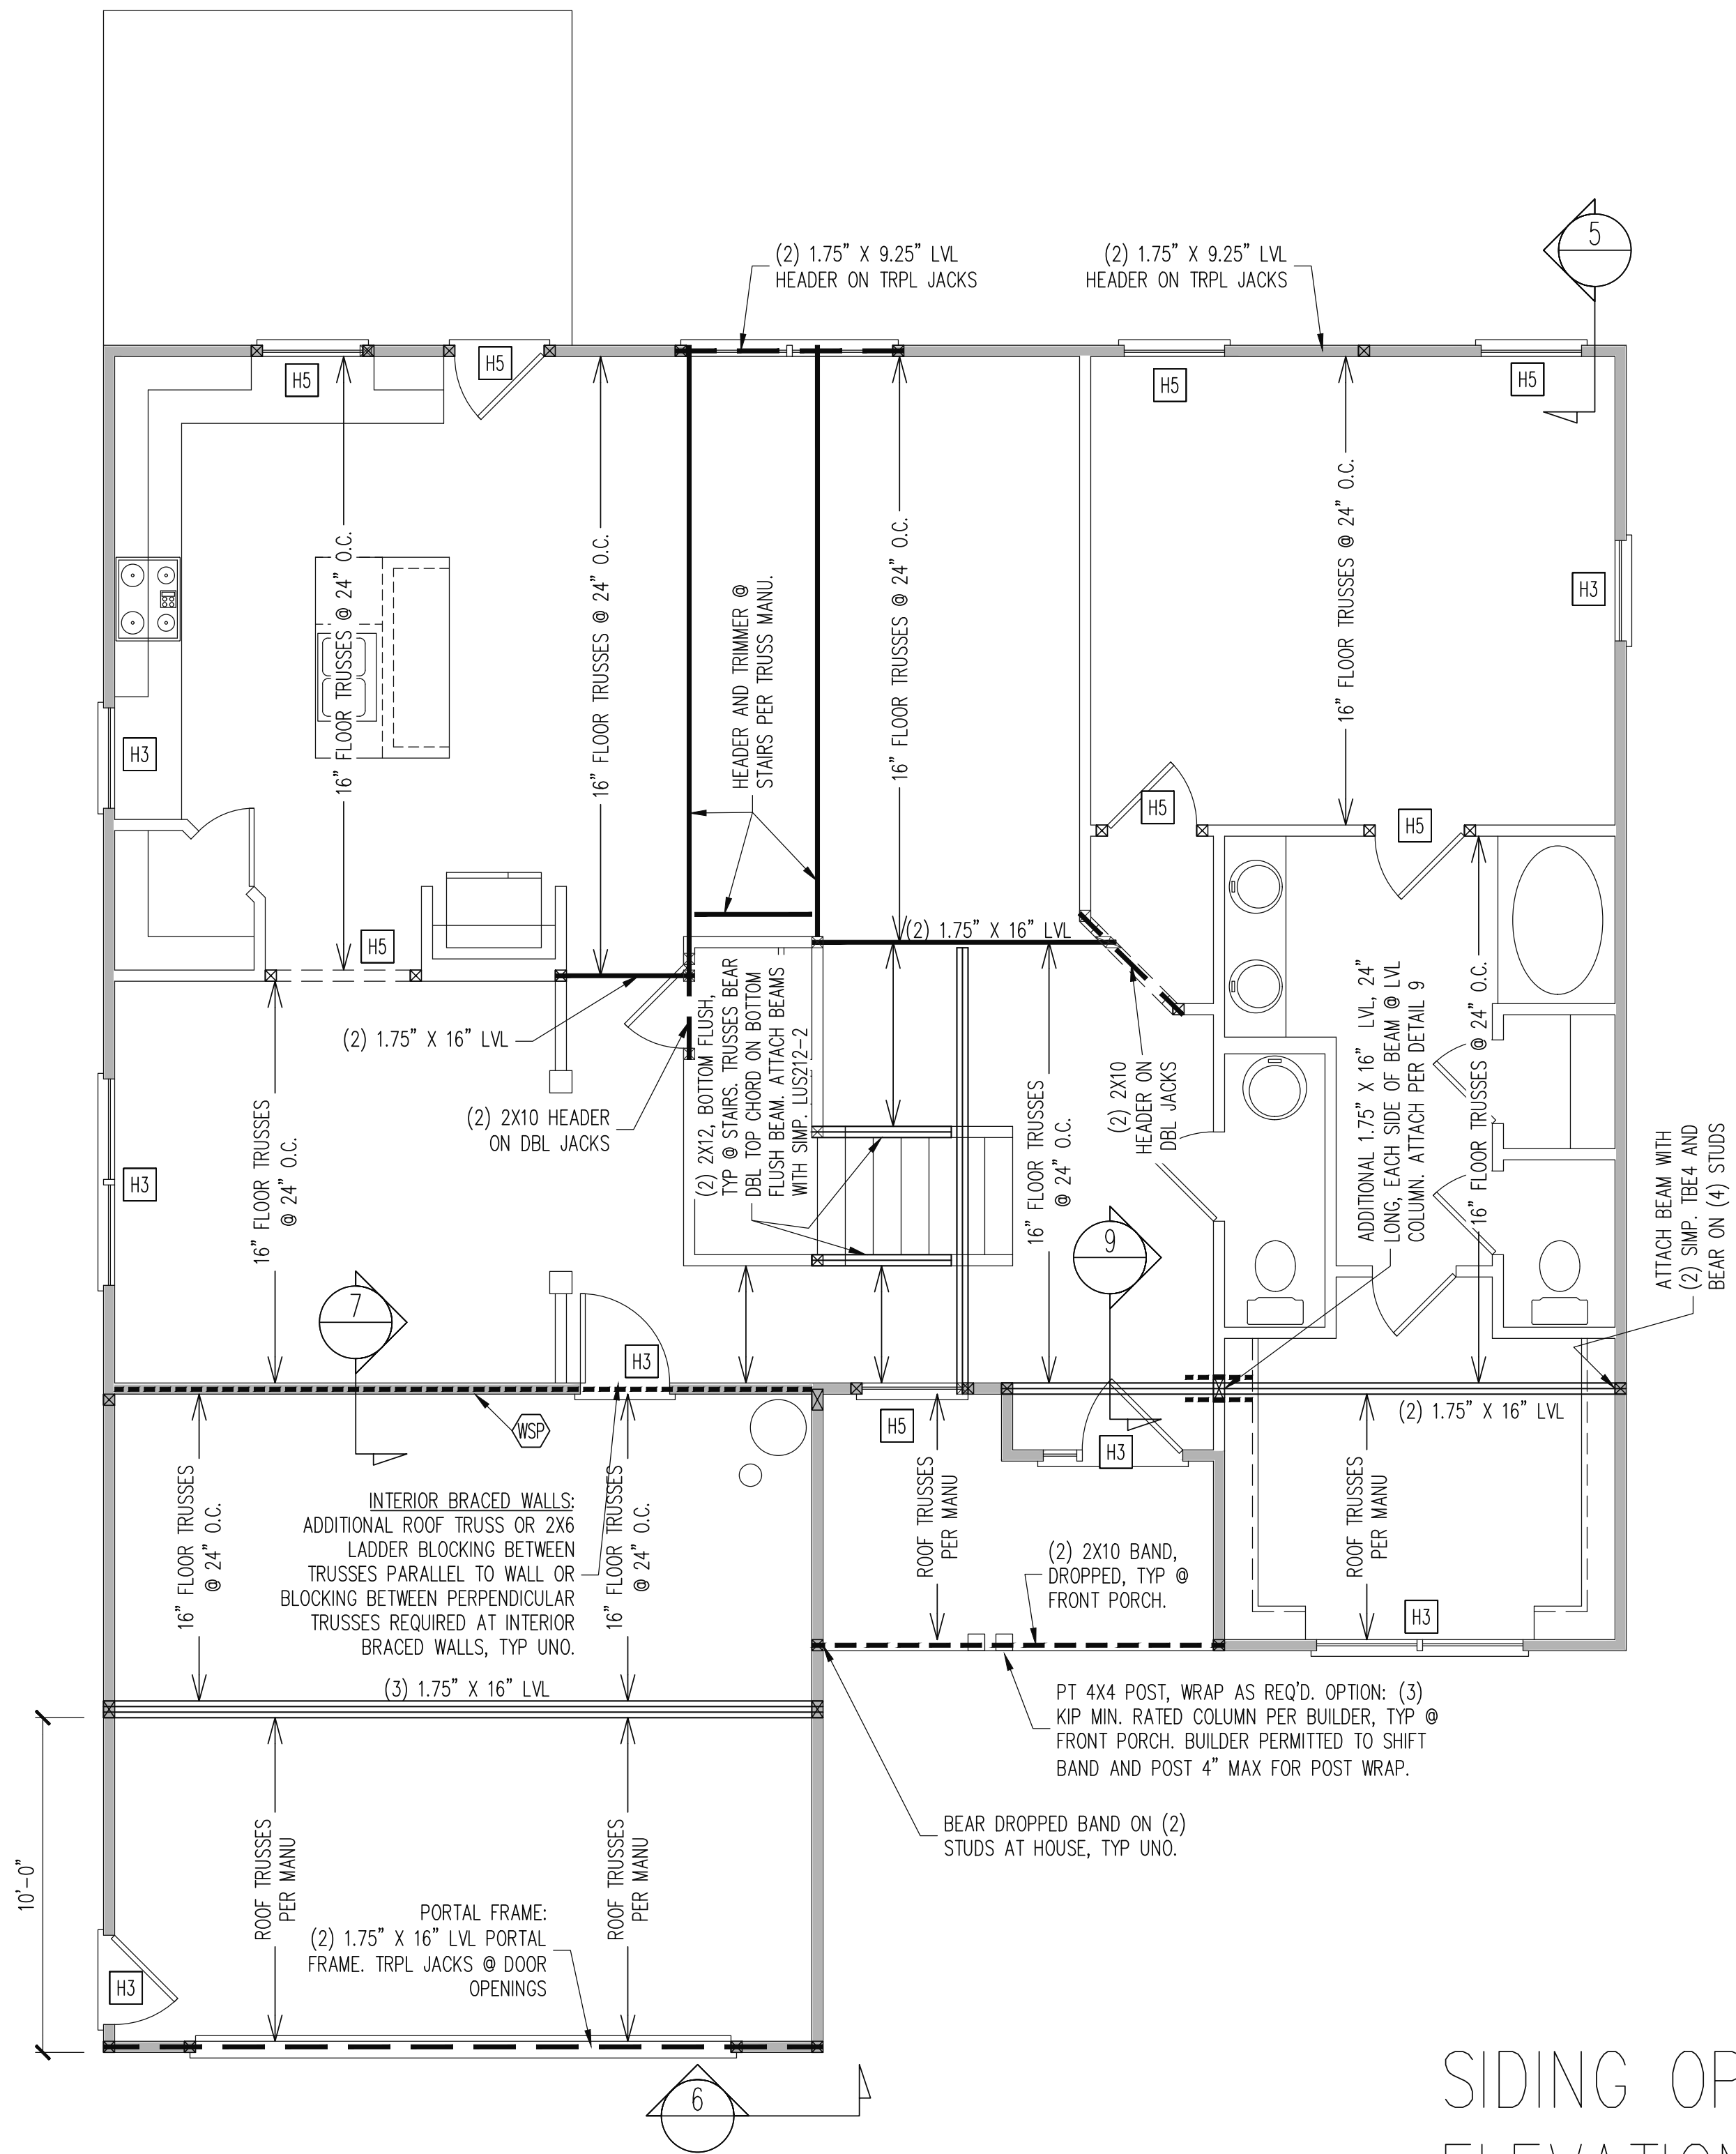 (2) 1.75" X 9.25" LVL
HEADER ON TRPL JACKS
(2) 1.75" X 9.25" LVL
HEADER ON TRPL JACKS
5
H5
H5
H5
H5
16" FLOOR TRUSSES @ 24" O.C.
16" FLOOR TRUSSES @ 24" O.C.
HEADER AND TRIMMER @
STAIRS PER TRUSS MANU.
16" FLOOR TRUSSES @ 24" O.C.
16" FLOOR TRUSSES @ 24" O.C.
H3
H3
H5
H5
H5
(2) 1.75" X 16" LVL
(2) 1.75" X 16" LVL
(2) 2X10 HEADER
ON DBL JACKS
(2) 2X12, BOTTOM FLUSH,
TYP @ STAIRS. TRUSSES BEAR
DBL TOP CHORD ON BOTTOM
FLUSH BEAM. ATTACH BEAMS
WITH SIMP. LUS212-2
16" FLOOR TRUSSES
@ 24" O.C.
(2) 2X10
HEADER ON
DBL JACKS
ADDITIONAL 1.75" X 16" LVL, 24"
LONG, EACH SIDE OF BEAM @ LVL
COLUMN. ATTACH PER DETAIL 9
16" FLOOR TRUSSES @ 24" O.C.
ATTACH BEAM WITH
(2) SIMP. TBE4 AND
BEAR ON (4) STUDS
16" FLOOR TRUSSES
@ 24" O.C.
H3
7
9
H3
WSP
H5
H3
(2) 1.75" X 16" LVL
16" FLOOR TRUSSES
@ 24" O.C.
INTERIOR BRACED WALLS:
ADDITIONAL ROOF TRUSS OR 2X6
LADDER BLOCKING BETWEEN
TRUSSES PARALLEL TO WALL OR
BLOCKING BETWEEN PERPENDICULAR
TRUSSES REQUIRED AT INTERIOR
BRACED WALLS, TYP UNO.
16" FLOOR TRUSSES
@ 24" O.C.
ROOF TRUSSES
PER MANU
(2) 2X10 BAND,
DROPPED, TYP @
FRONT PORCH.
ROOF TRUSSES
PER MANU
H3
(3) 1.75" X 16" LVL
PT 4X4 POST, WRAP AS REQ'D. OPTION: (3)
KIP MIN. RATED COLUMN PER BUILDER, TYP @
FRONT PORCH. BUILDER PERMITTED TO SHIFT
BAND AND POST 4" MAX FOR POST WRAP.
BEAR DROPPED BAND ON (2)
STUDS AT HOUSE, TYP UNO.
10'-0"
ROOF TRUSSES
PER MANU
ROOF TRUSSES
PER MANU
PORTAL FRAME:
(2) 1.75" X 16" LVL PORTAL
FRAME. TRPL JACKS @ DOOR
OPENINGS
H3
6
SIDING OP
ELEVATION